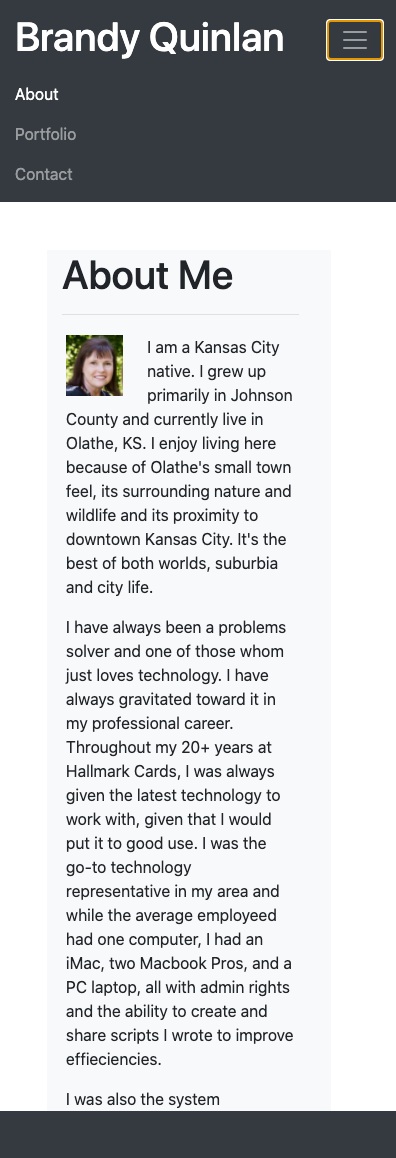 Brandy Quinlan
About
Portfolio
Contact
About Me
I am a Kansas City
native. I grew up
primarily in Johnson
County and currently live in
Olathe, KS. I enjoy living here
because of Olathe's small town
feel, its surrounding nature and
wildlife and its proximity to
downtown Kansas City. It's the
best of both worlds, suburbia
and city life.
I have always been a problems
solver and one of those whom
just loves technology. I have
always gravitated toward it in
my professional career.
Throughout my 20+ years at
Hallmark Cards, I was always
given the latest technology to
work with, given that I would
put it to good use. I was the
go-to technology
representative in my area and
while the average employeed
had one computer, I had an
iMac, two Macbook Pros, and a
PC laptop, all with admin rights
and the ability to create and
share scripts I wrote to improve
effieciencies.
I was also the system